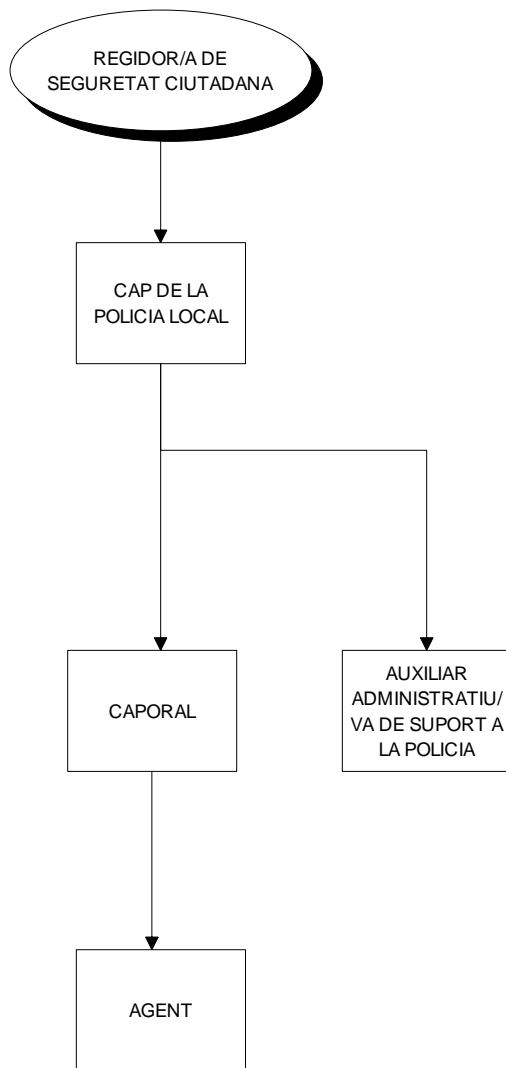 REGIDOR/A DE
SEGURETAT CIUTADANA
CAP DE LA
POLICIA LOCAL
CAPORAL
AUXILIAR
ADMINISTRATIU/
VA DE SUPORT A
LA POLICIA
AGENT